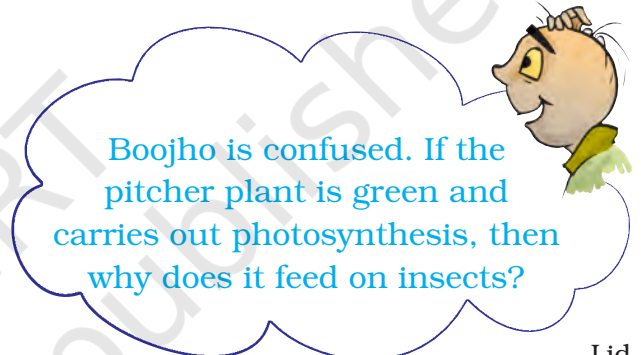 Boojho is confused. If the
pitcher plant is green and
carries out photosynthesis, then
why does it feed on insects?
Lid